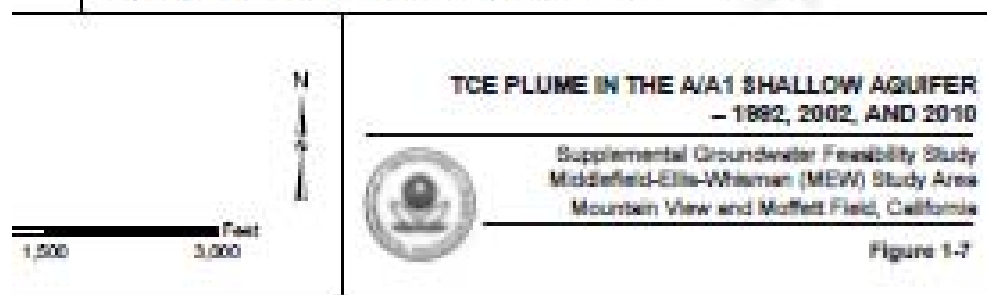 N
Feet
1,500 3,000
TCE PLUME IN THE A/A1 SHALLOW AQUIFER
– 1992, 2002, AND 2010
Supplemental Groundwater Feasibility Study
Middlefield-Ellis-Whisman (MEW) Study Area
Mountain View and Moffett Field, California
Figure 1-7